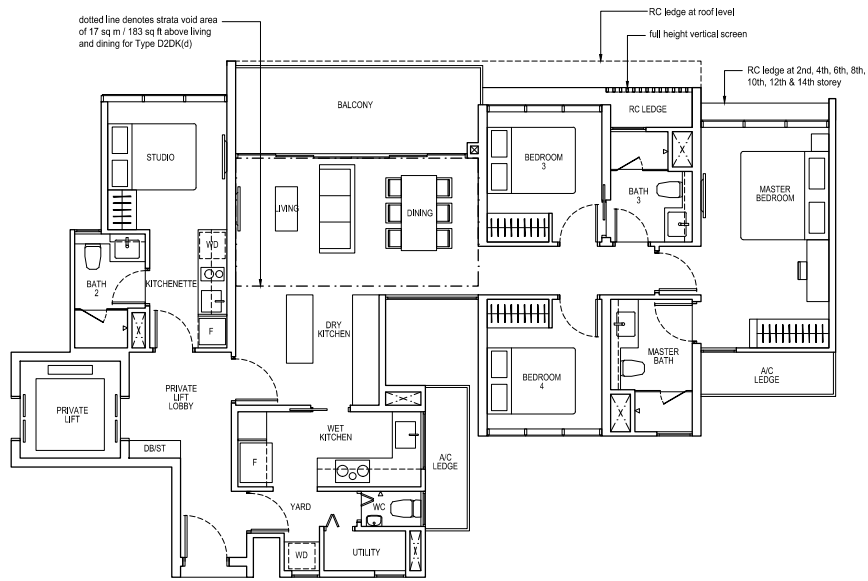 dotted line denotes strata void area
of 17 sq m / 183 sq ft above living
and dining for Type D2DK(d)
RC ledge at roof level
full height vertical screen
RC ledge at 2nd, 4th, 6th, 8th,
10th, 12th & 14th storey
BALCONY
RC LEDGE
STUDIO
BEDROOM
3
X
X
BATH
3
MASTER
BEDROOM
LIVING
DINING
WD
BATH
2
KITCHENETTE
F
X
DRY
KITCHEN
BEDROOM
4
MASTER
BATH
A/C
LEDGE
PRIVATE
LIFT
PRIVATE
LIFT
LOBBY
X
X
WET
KITCHEN
DB/ST
F
A/C
LEDGE
YARD
WC
WD
UTILITY
X